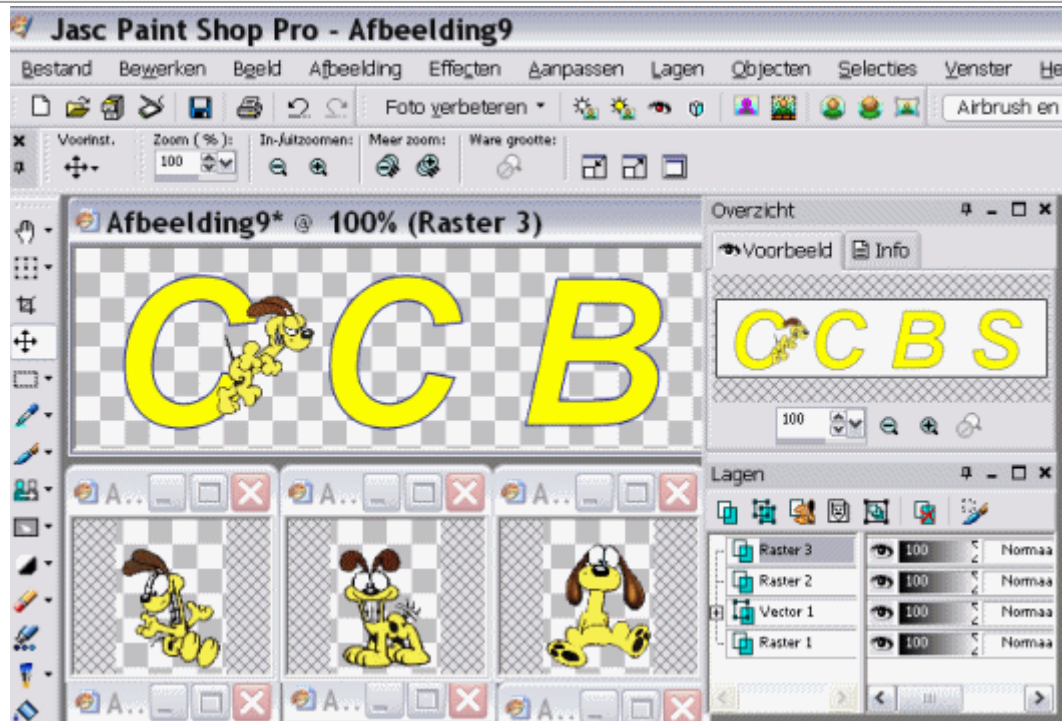 Jasc Paint Shop Pro - Afbeelding9
Bestand Bewerken Beeld Afbeelding Effecten Aanpassen Lagen Objecten Selecties Venster He
Foto verbeteren Airbrush en
Voorinst. Zoom ( % ): In-/uitzoomen: Meer zoom: Ware grootte:
100
Afbeelding9* @ 100% (Raster 3)
C C B
Overzicht
Voorbeeld Info
C C B S
100
A... A... A...
Lagen
Raster 3 100 Normaa
Raster 2 100 Normaa
Vector 1 100 Normaa
Raster 1 100 Normaa
A... A... A...